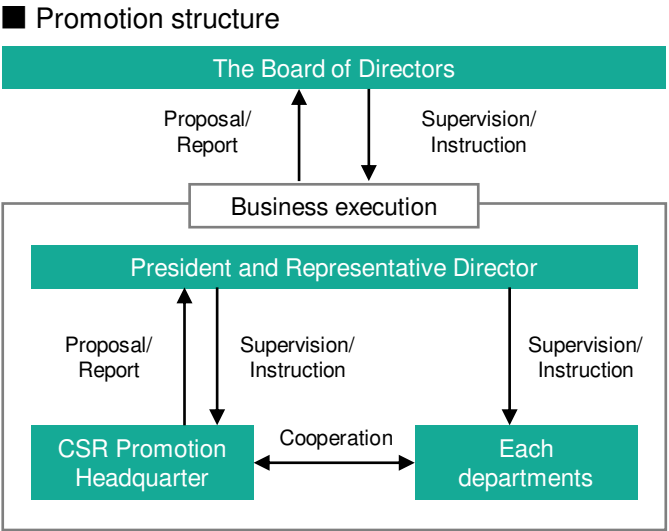 ■ Promotion structure
The Board of Directors
Proposal/
Report
Supervision/
Instruction
Business execution
President and Representative Director
Proposal/
Report
Supervision/
Instruction
Supervision/
Instruction
CSR Promotion
Headquarter
Cooperation
Each
departments